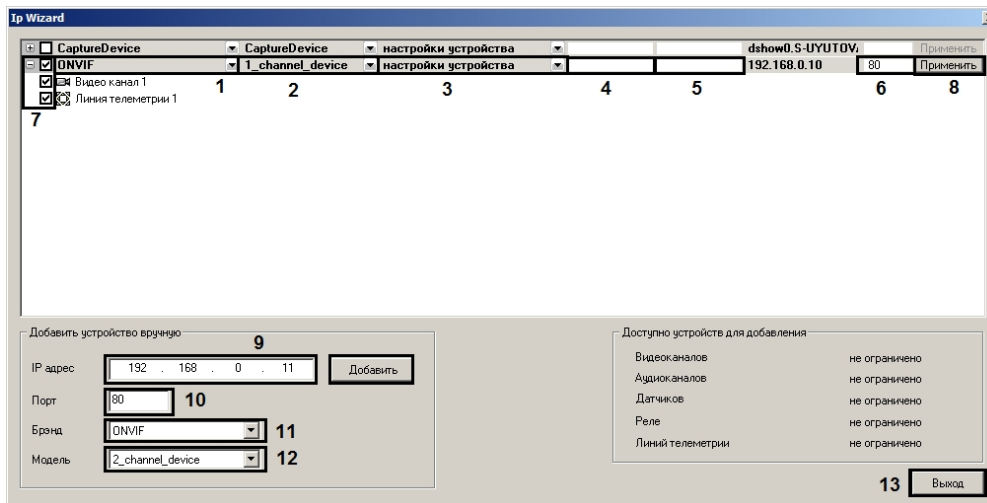 Ip Wizard
CaptureDevice CaptureDevice настройки устройства dshow0.S-UYUTOV Применить
ONVIF 1_channel_device настройки устройства 192.168.0.10 80 Применить
Видео канал 1 1 2 3 4 5 6 8
Линия телеметрии 1
7
Добавить устройство вручную
9
IP адрес 192 . 168 . 0 . 11 Добавить
Порт 80 10
Брэнд ONVIF 11
Модель 2_channel_device 12
Доступно устройств для добавления
Видеоканалов не ограничено
Аудиоканалов не ограничено
Датчиков не ограничено
Реле не ограничено
Линий телеметрии не ограничено
13 Выход